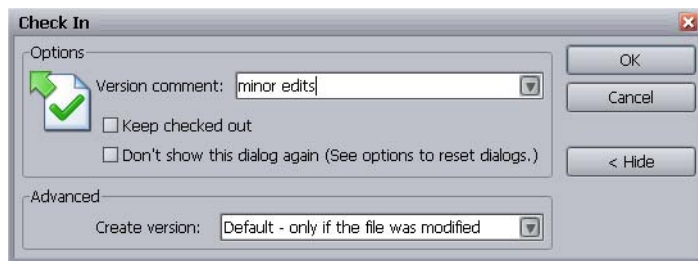 Check In
Options
Version comment: minor edits
Keep checked out
Don't show this dialog again (See options to reset dialogs.)
OK
Cancel
< Hide
Advanced
Create version: Default - only if the file was modified